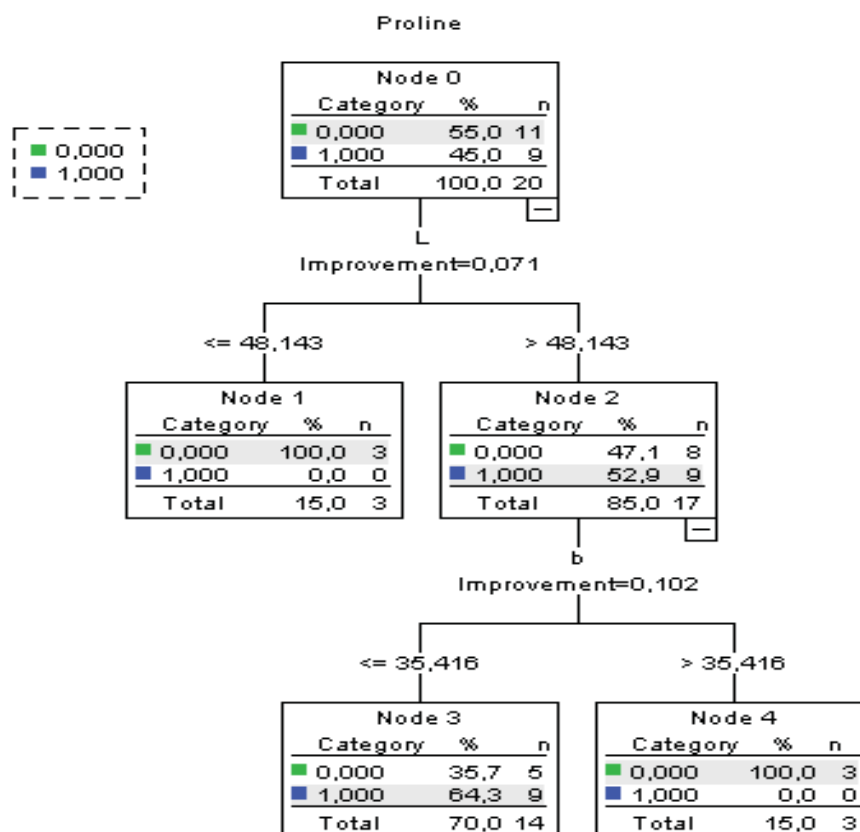 Proline
Node 0
Category % n
0,000 55,0 11
1,000 45,0 9
Total 100,0 20
0,000
1,000
L
Improvement=0,071
<= 48,143
> 48,143
Node 1
Category % n
0,000 100,0 3
1,000 0,0 0
Total 15,0 3
Node 2
Category % n
0,000 47,1 8
1,000 52,9 9
Total 85,0 17
b
Improvement=0,102
<= 35,416
> 35,416
Node 3
Category % n
0,000 35,7 5
1,000 64,3 9
Total 70,0 14
Node 4
Category % n
0,000 100,0 3
1,000 0,0 0
Total 15,0 3